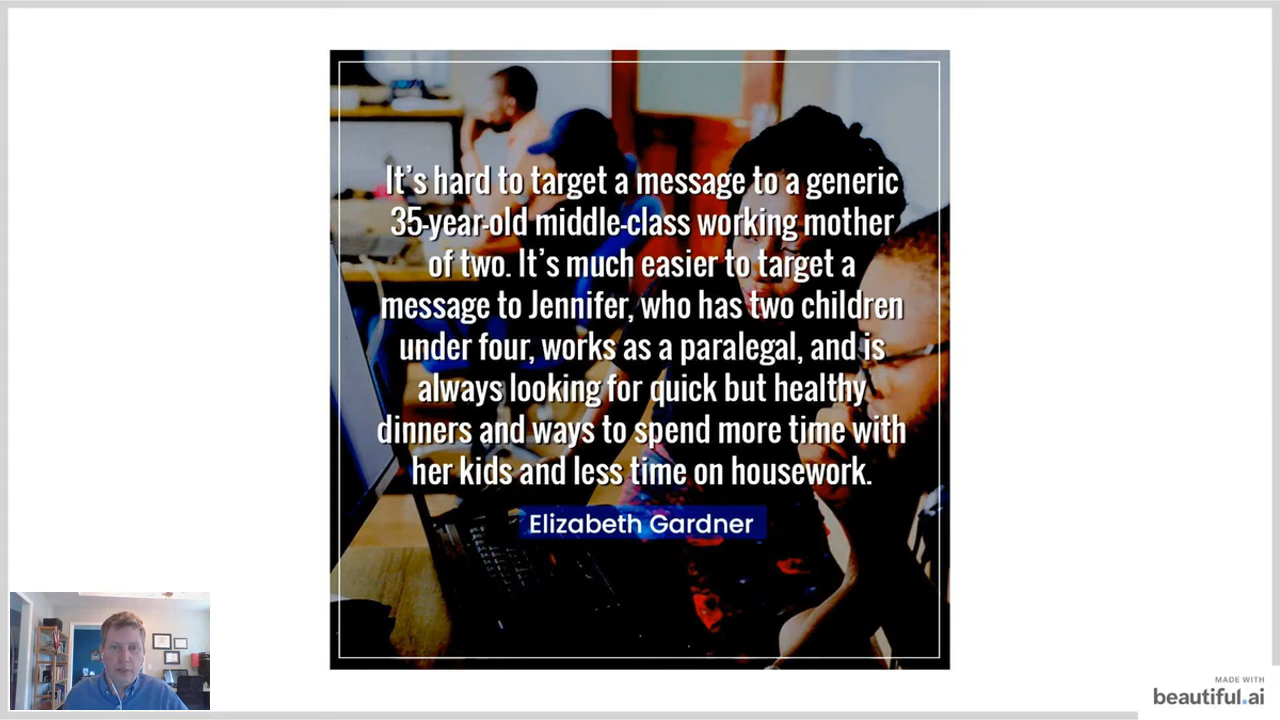 It's hard to target a message to a generic
35-year-old middle-class working mother
of two. It's much easier to target a
message to Jennifer, who has two children
under four, works as a paralegal, and is
always looking for quick but healthy
dinners and ways to spend more time with
her kids and less time on housework.
Elizabeth Gardner
MADE WITH
beautiful.ai